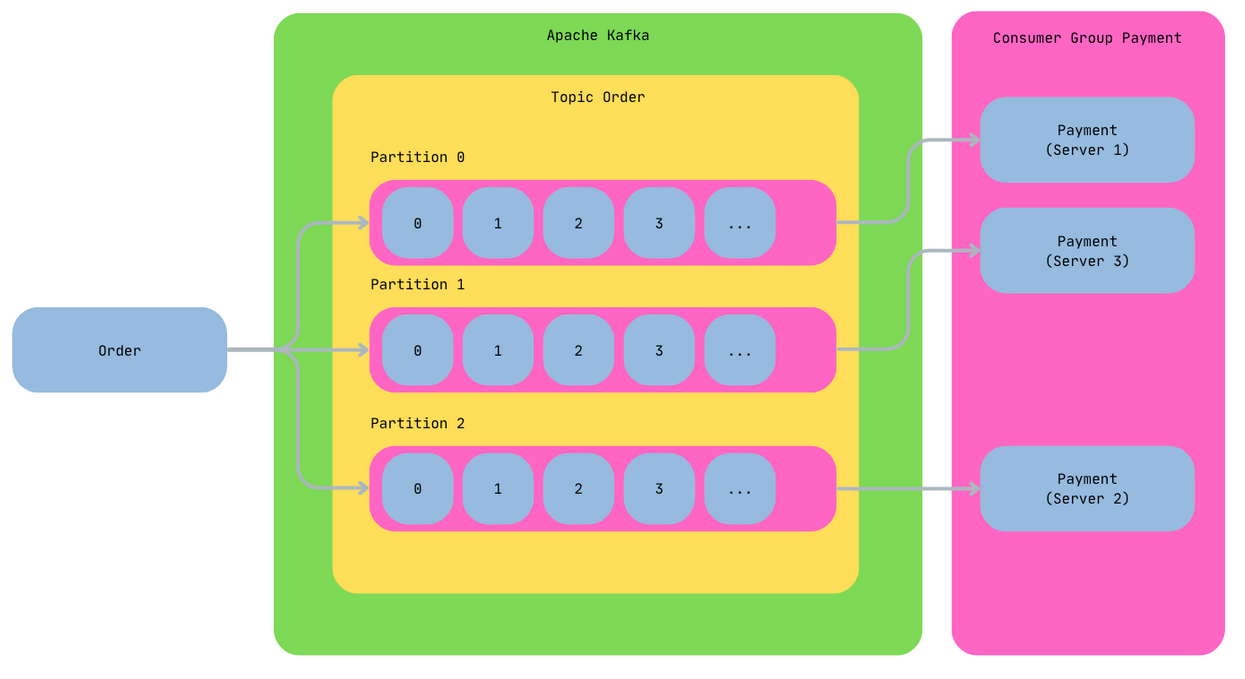 Apache Kafka
Consumer Group Payment
Topic Order
Payment
(Server 1)
Partition 0
0 1 2 3 ...
Payment
(Server 3)
Partition 1
0 1 2 3 ...
Order
Partition 2
0 1 2 3 ...
Payment
(Server 2)